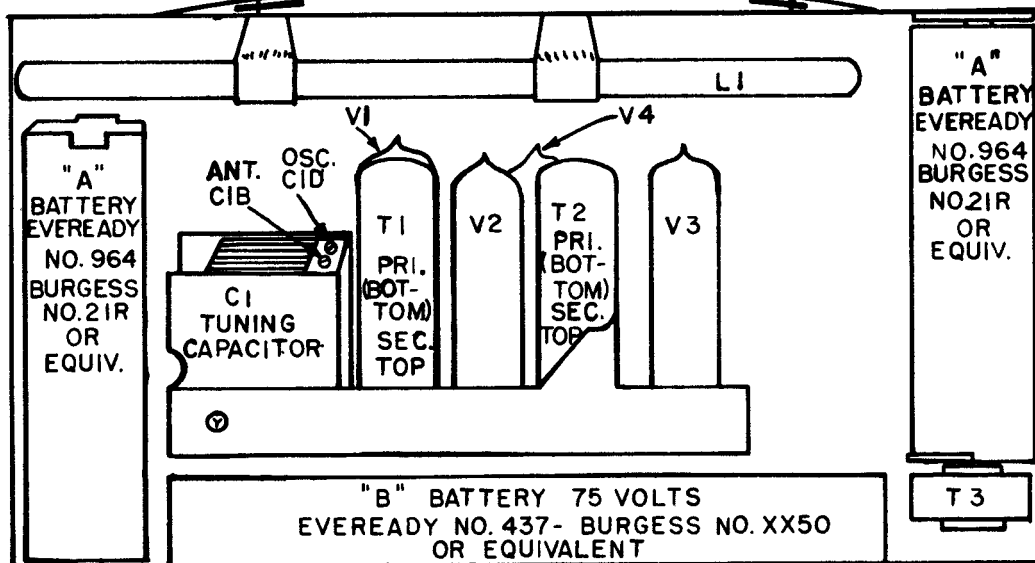 L1
V1
V4
"A"
BATTERY
EVEREADY
NO. 964
BURGESS
NO.21R
OR
EQUIV.
ANT.
C1B
OSC.
C1D
C1
TUNING
CAPACITOR
T1
PRI.
(BOT-
TOM)
SEC.
TOP
V2
T2
PRI.
(BOT-
TOM)
SEC.
TOP
V3
"A"
BATTERY
EVEREADY
NO.964
BURGESS
NO.21R
OR
EQUIV.
Y
T3
"B" BATTERY 75 VOLTS
EVEREADY NO. 437- BURGESS NO. XX50
OR EQUIVALENT